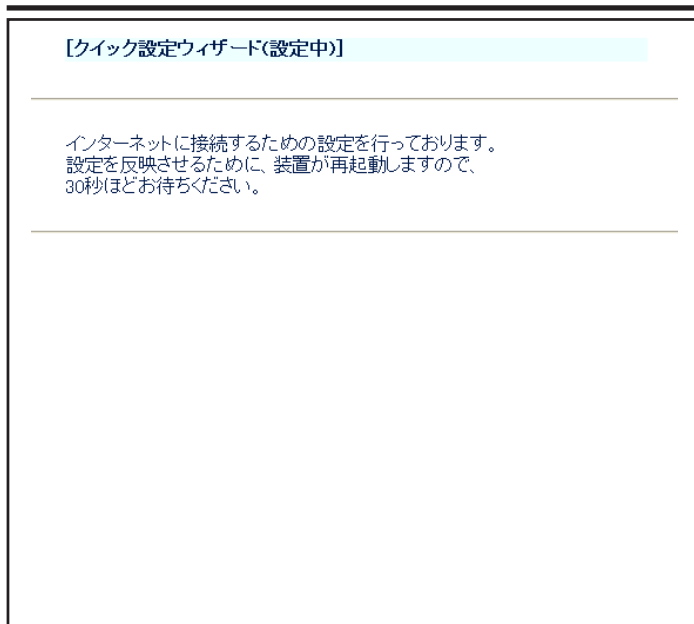 [クイック設定ウィザード(設定中)]
インターネットに接続するための設定を行っております。
設定を反映させるために、装置が再起動しますので、
30秒ほどお待ちください。